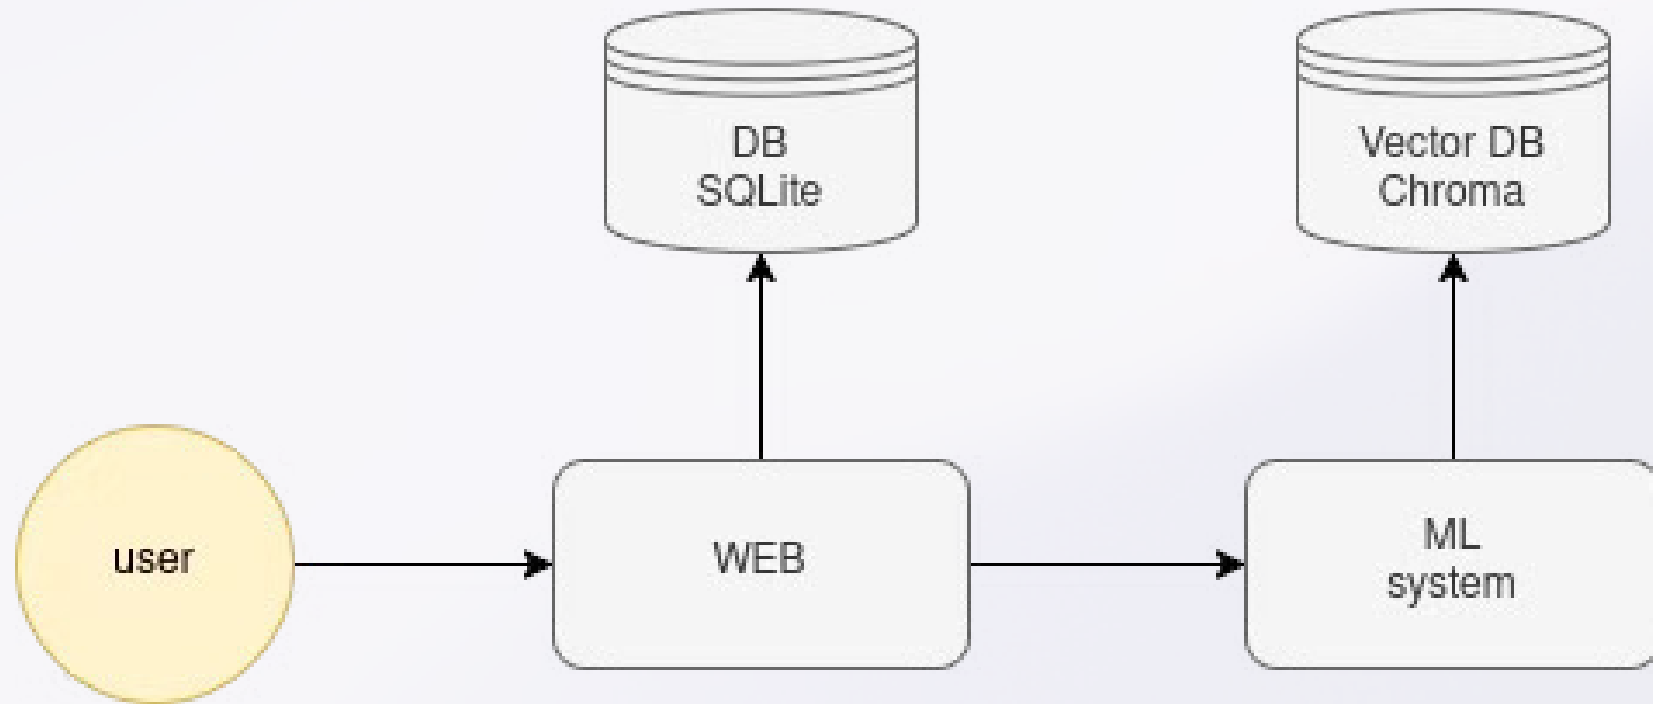 DB
SQLite
Vector DB
Chroma
user
WEB
ML
system